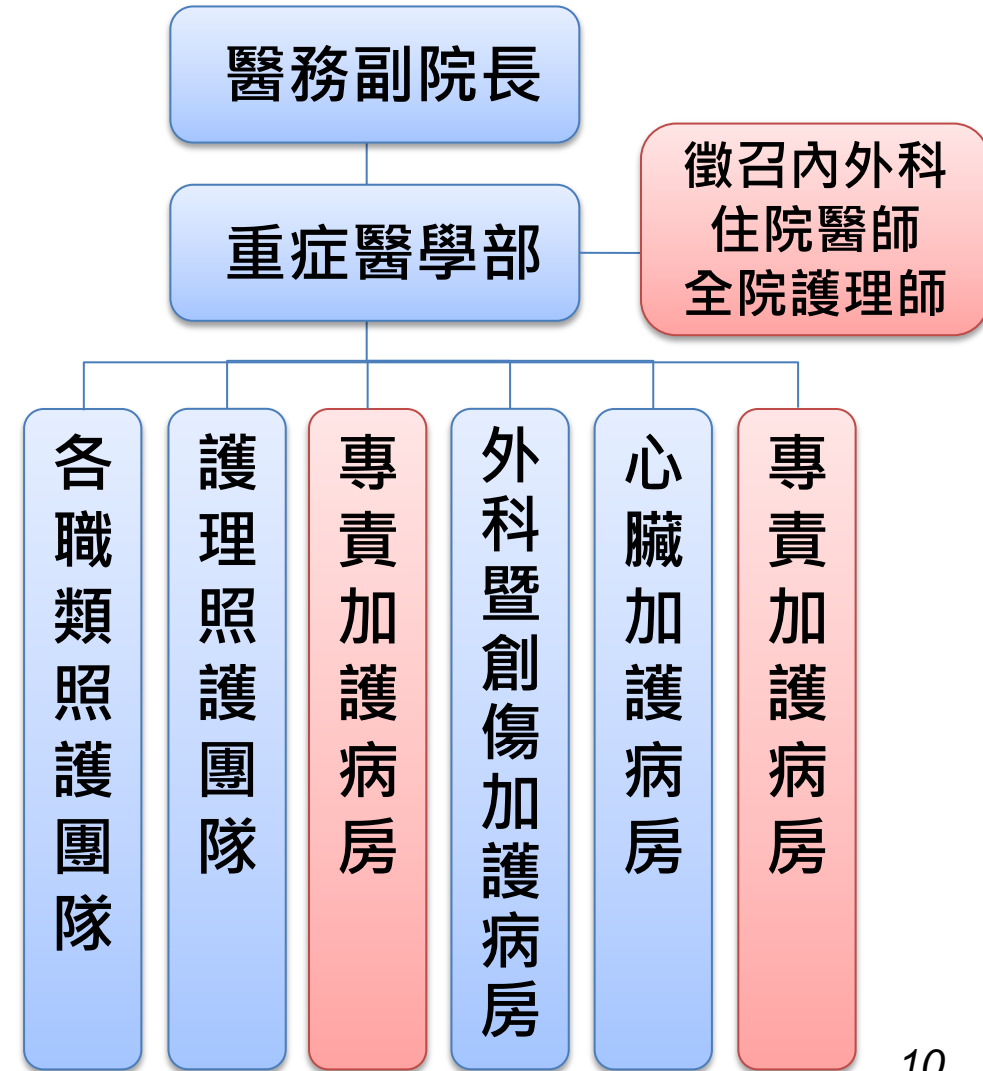 醫務副院長
徵召內外科
住院醫師
全院護理師
重症醫學部
各職類照護團隊
護理照護團隊
專責加護病房
外科暨創傷加護病房
心臟加護病房
專責加護病房
10